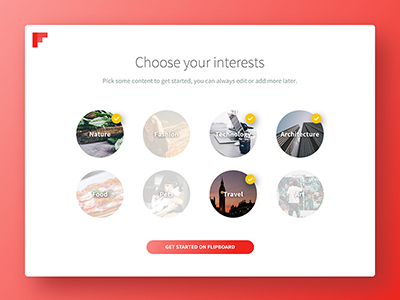 Choose your interests
Pick some content to get started, you can always edit or add more later.
Nature
Fashion
Technology
Architecture
Food
Pets
Travel
Art
GET STARTED ON FLIPBOARD